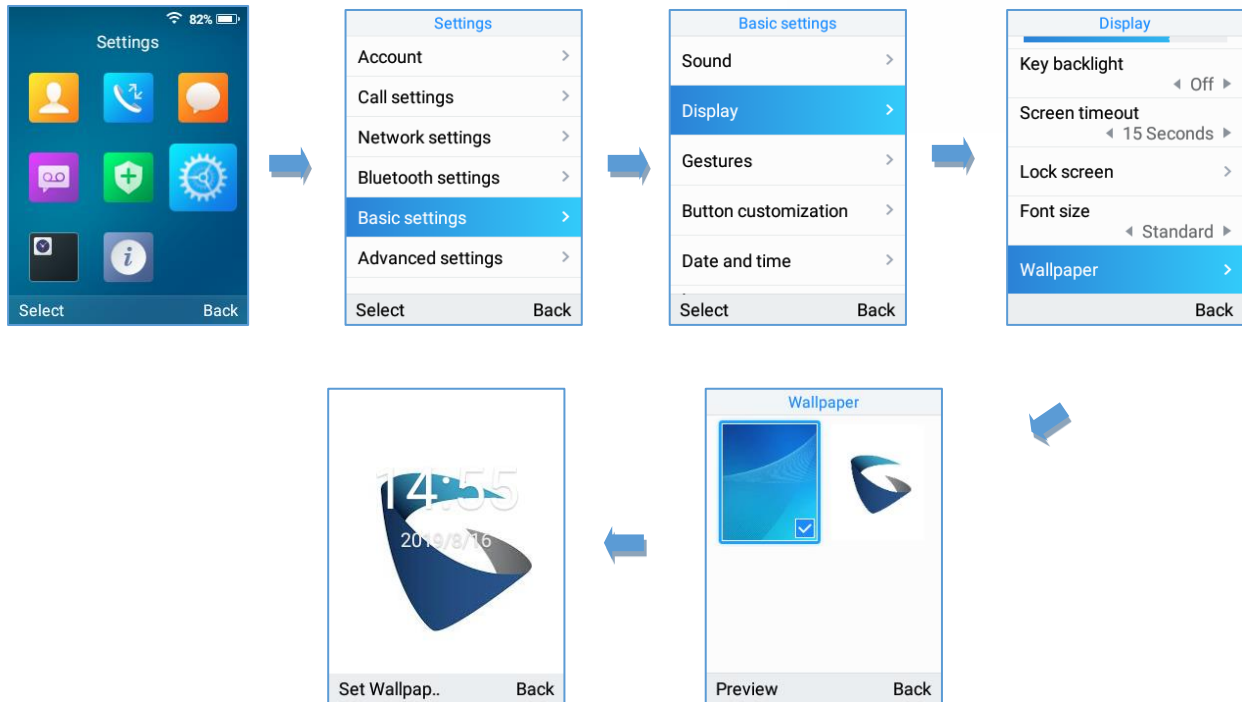 82%
Settings
Select Back
Settings
Account
Call settings
Network settings
Bluetooth settings
Basic settings
Advanced settings
Select Back
Basic settings
Sound
Display
Gestures
Button customization
Date and time
Select Back
Display
Key backlight
Off
Screen timeout
15 Seconds
Lock screen
Font size
Standard
Wallpaper
Back
14:55
2019/8/16
Set Wallpap.. Back
Wallpaper
Preview Back